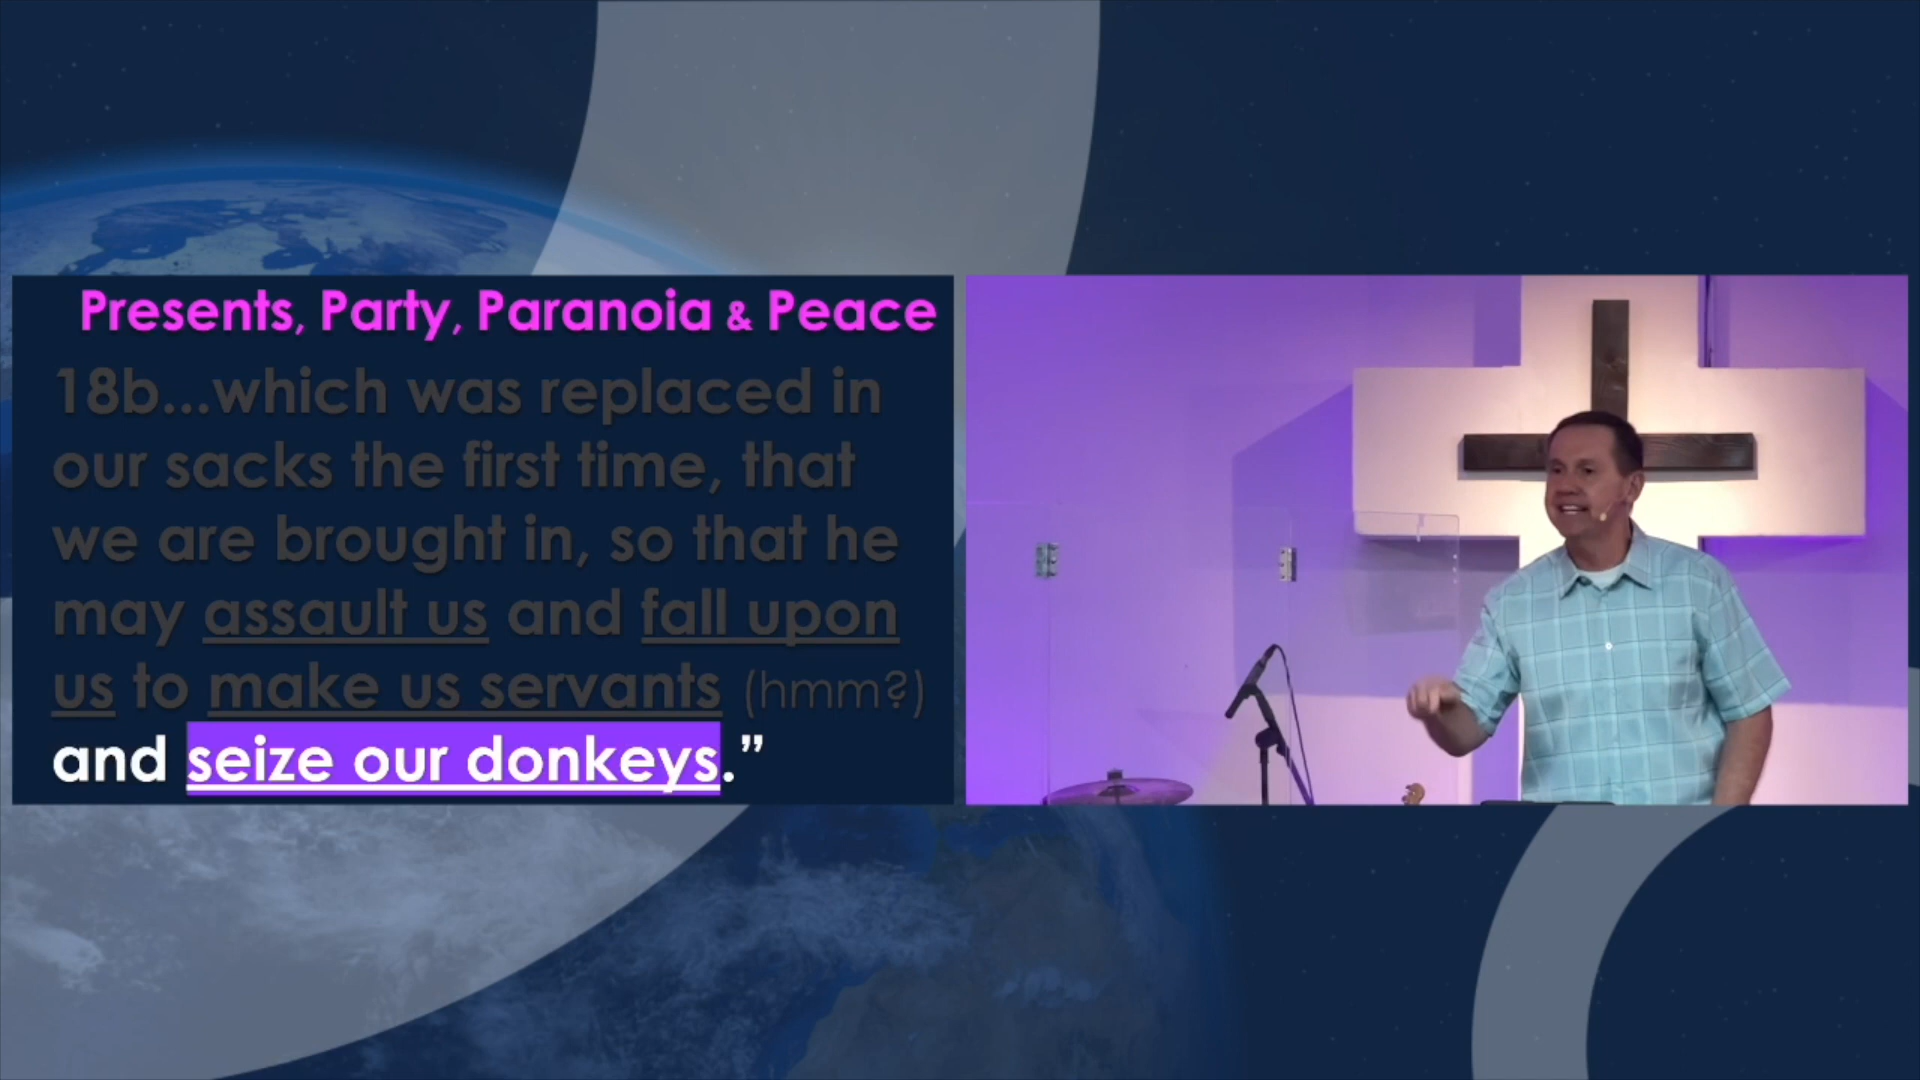 Presents, Party, Paranoia & Peace
18b...which was replaced in
our sacks the first time, that
we are brought in, so that he
may assault us and fall upon
us to make us servants (hmm?)
and seize our donkeys.”